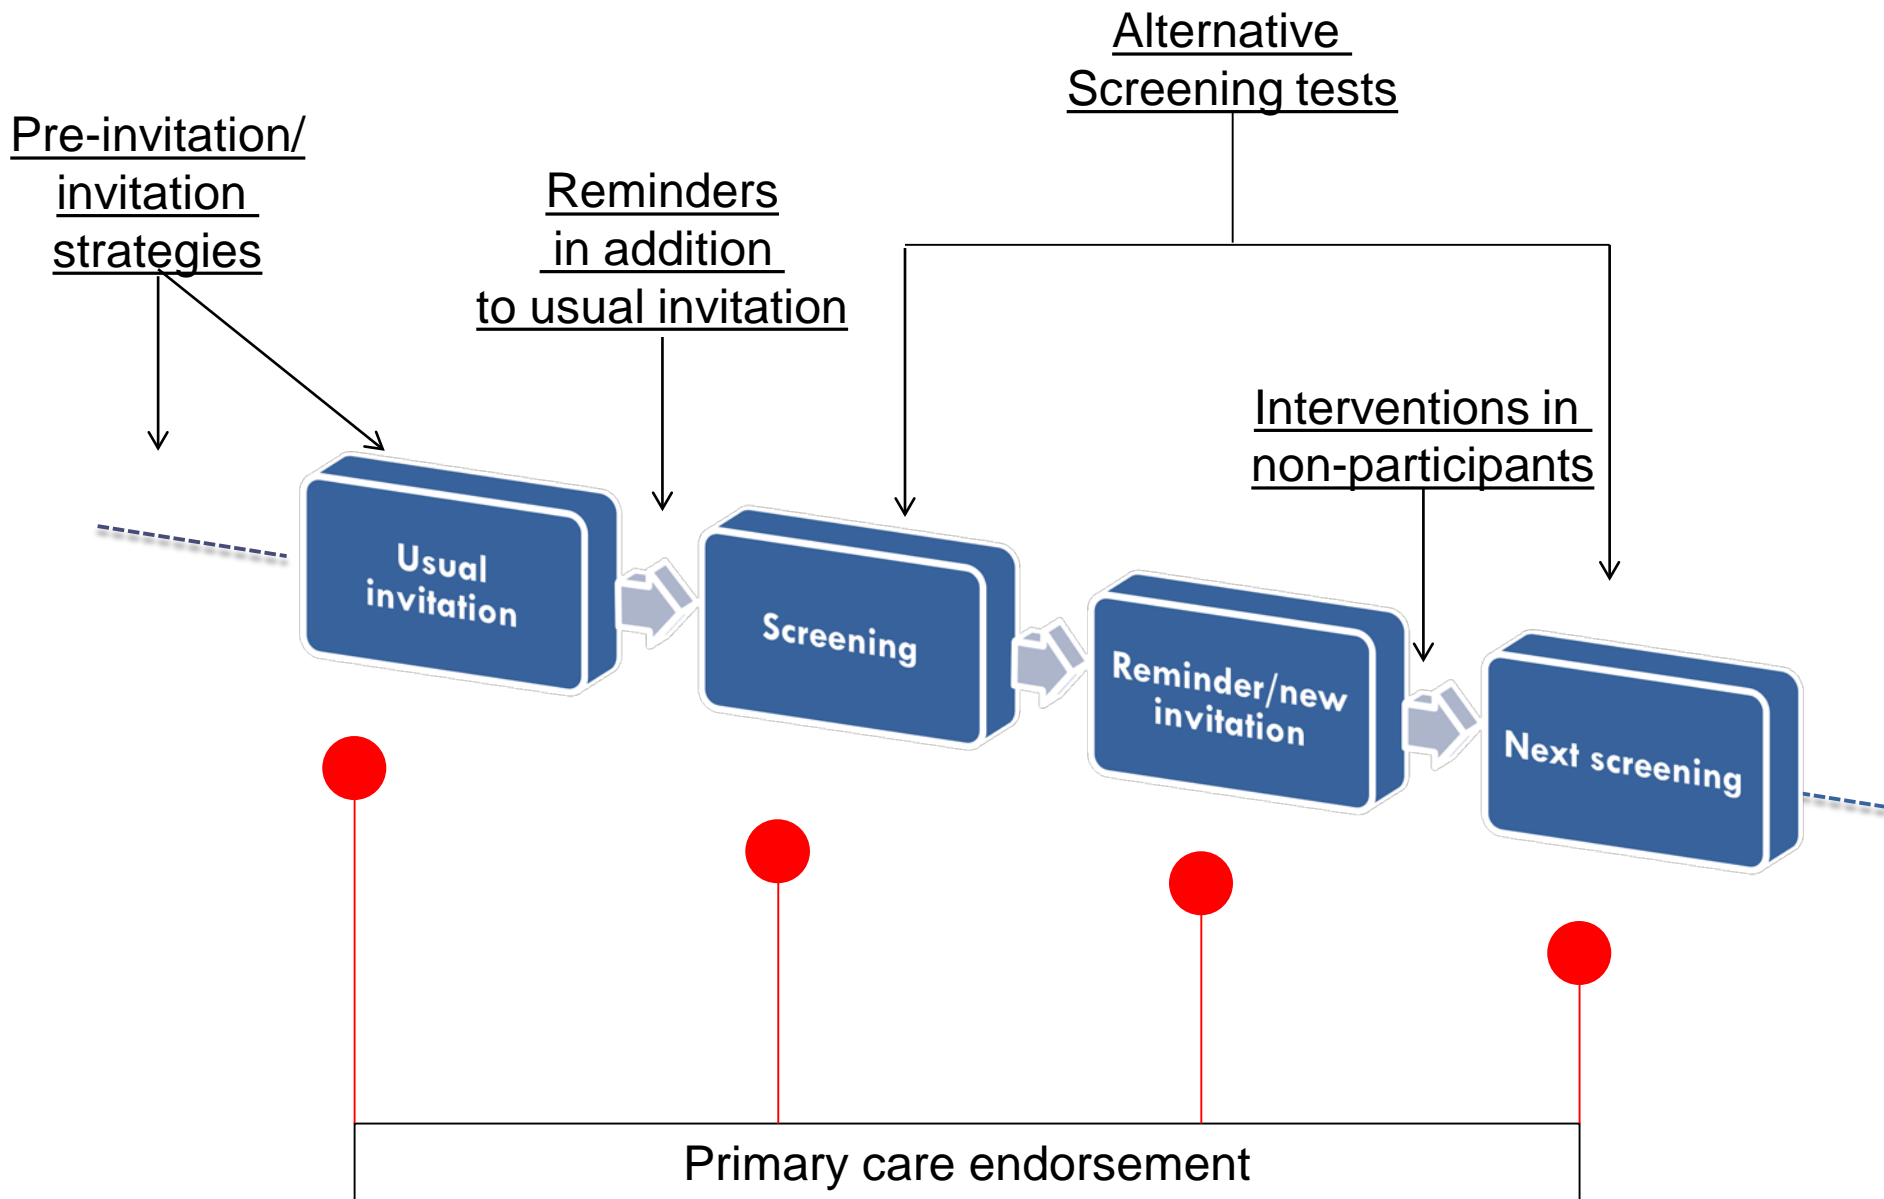 Alternative
Screening tests
Pre-invitation/
invitation
strategies
Reminders
in addition
to usual invitation
Interventions in
non-participants
Usual
invitation
Screening
Reminder/new
invitation
Next screening
Primary care endorsement